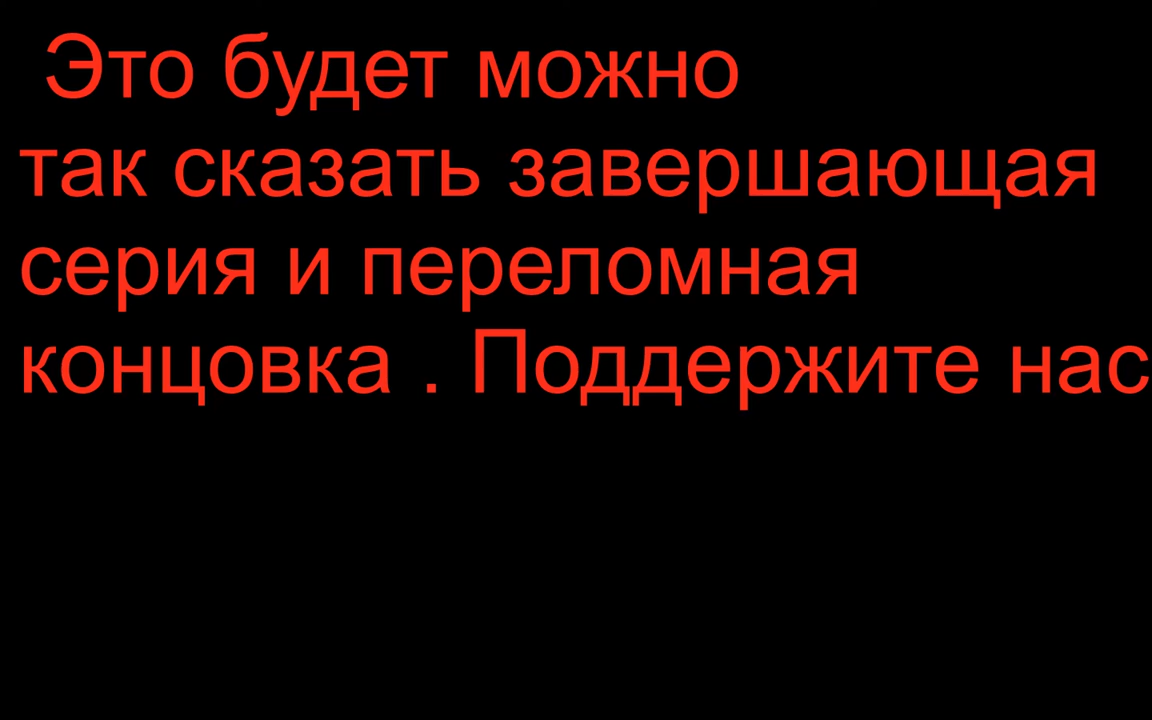 Это будет можно
так сказать завершающая
серия и переломная
концовка . Поддержите нас